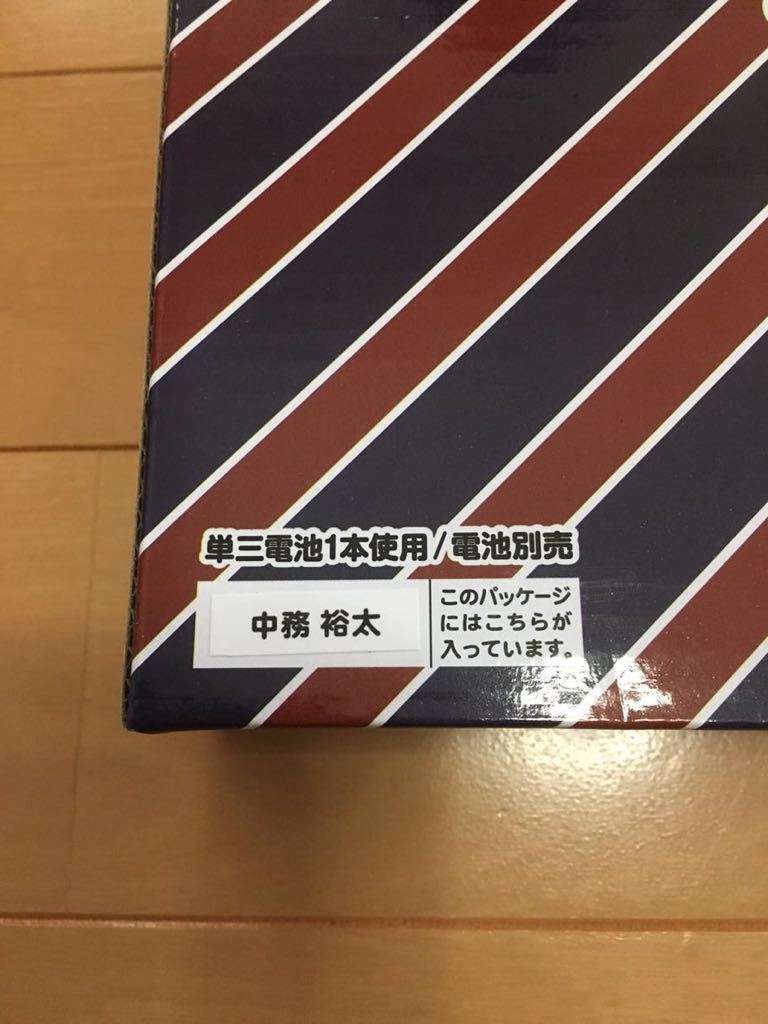 単三電池1本使用/電池別売
中務 裕太
このパッケージ
にはこちらが
入っています。